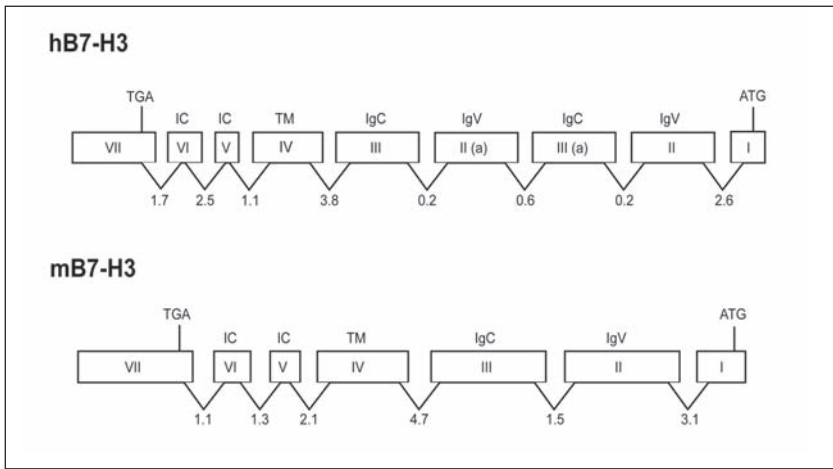 hB7-H3
TGA IC IC TM IgC IgV IgC IgV ATG
VII VI V IV III II (a) III (a) II I
1.7 2.5 1.1 3.8 0.2 0.6 0.2 2.6
mB7-H3
TGA IC IC TM IgC IgV ATG
VII VI V IV III II I
1.1 1.3 2.1 4.7 1.5 3.1